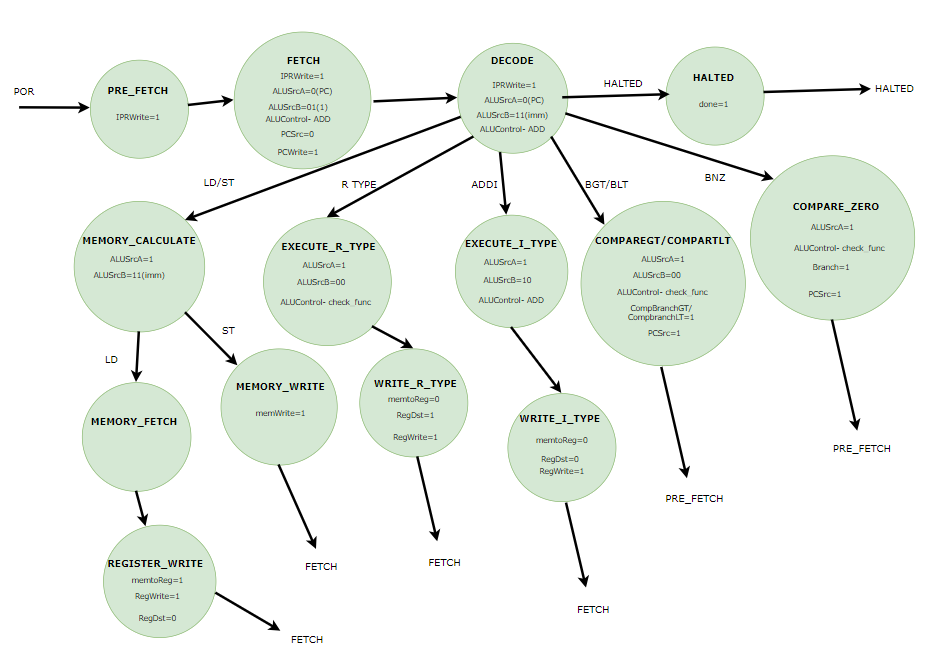 POR
PRE_FETCH
IPRWrite=1
FETCH
IPRWrite=1
ALUSrcA=0(PC)
ALUSrcB=01(1)
ALUControl- ADD
PCSrc=0
PCWrite=1
DECODE
IPRWrite=1
ALUSrcA=0(PC)
ALUSrcB=11(imm)
ALUControl- ADD
HALTED
HALTED
done=1
HALTED
LD/ST
R TYPE
ADDI
BGT/BLT
BNZ
MEMORY_CALCULATE
ALUSrcA=1
ALUSrcB=11(imm)
EXECUTE_R_TYPE
ALUSrcA=1
ALUSrcB=00
ALUControl- check_func
EXECUTE_I_TYPE
ALUSrcA=1
ALUSrcB=10
ALUControl- ADD
COMPAREGT/COMPARTLT
ALUSrcA=1
ALUSrcB=00
ALUControl- check_func
CompBranchGT/
CompbranchLT=1
PCSrc=1
COMPARE_ZERO
ALUSrcA=1
ALUControl- check_func
Branch=1
PCSrc=1
LD
ST
MEMORY_FETCH
MEMORY_WRITE
memWrite=1
WRITE_R_TYPE
memtoReg=0
RegDst=1
RegWrite=1
WRITE_I_TYPE
memtoReg=0
RegDst=0
RegWrite=1
PRE_FETCH
PRE_FETCH
REGISTER_WRITE
memtoReg=1
RegWrite=1
RegDst=0
FETCH
FETCH
FETCH
FETCH